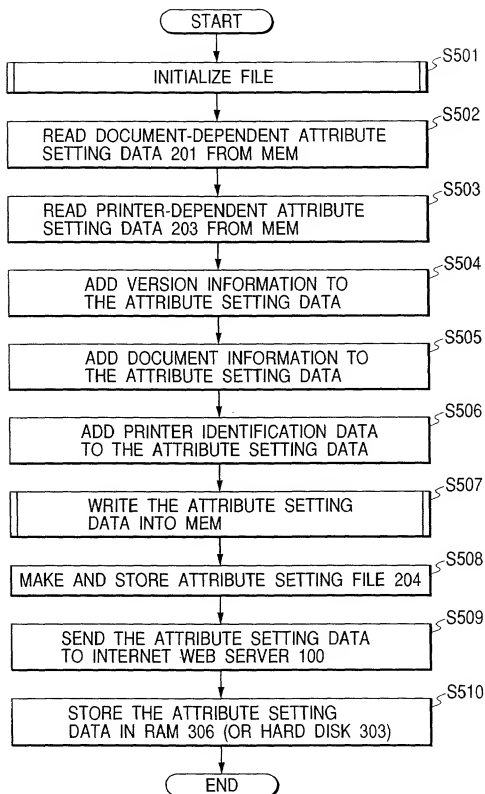 START
S501
INITIALIZE FILE
S502
READ DOCUMENT-DEPENDENT ATTRIBUTE
SETTING DATA 201 FROM MEM
S503
READ PRINTER-DEPENDENT ATTRIBUTE
SETTING DATA 203 FROM MEM
S504
ADD VERSION INFORMATION TO
THE ATTRIBUTE SETTING DATA
S505
ADD DOCUMENT INFORMATION TO
THE ATTRIBUTE SETTING DATA
S506
ADD PRINTER IDENTIFICATION DATA
TO THE ATTRIBUTE SETTING DATA
S507
WRITE THE ATTRIBUTE SETTING
DATA INTO MEM
S508
MAKE AND STORE ATTRIBUTE SETTING FILE 204
S509
SEND THE ATTRIBUTE SETTING DATA
TO INTERNET WEB SERVER 100
S510
STORE THE ATTRIBUTE SETTING
DATA IN RAM 306 (OR HARD DISK 303)
END